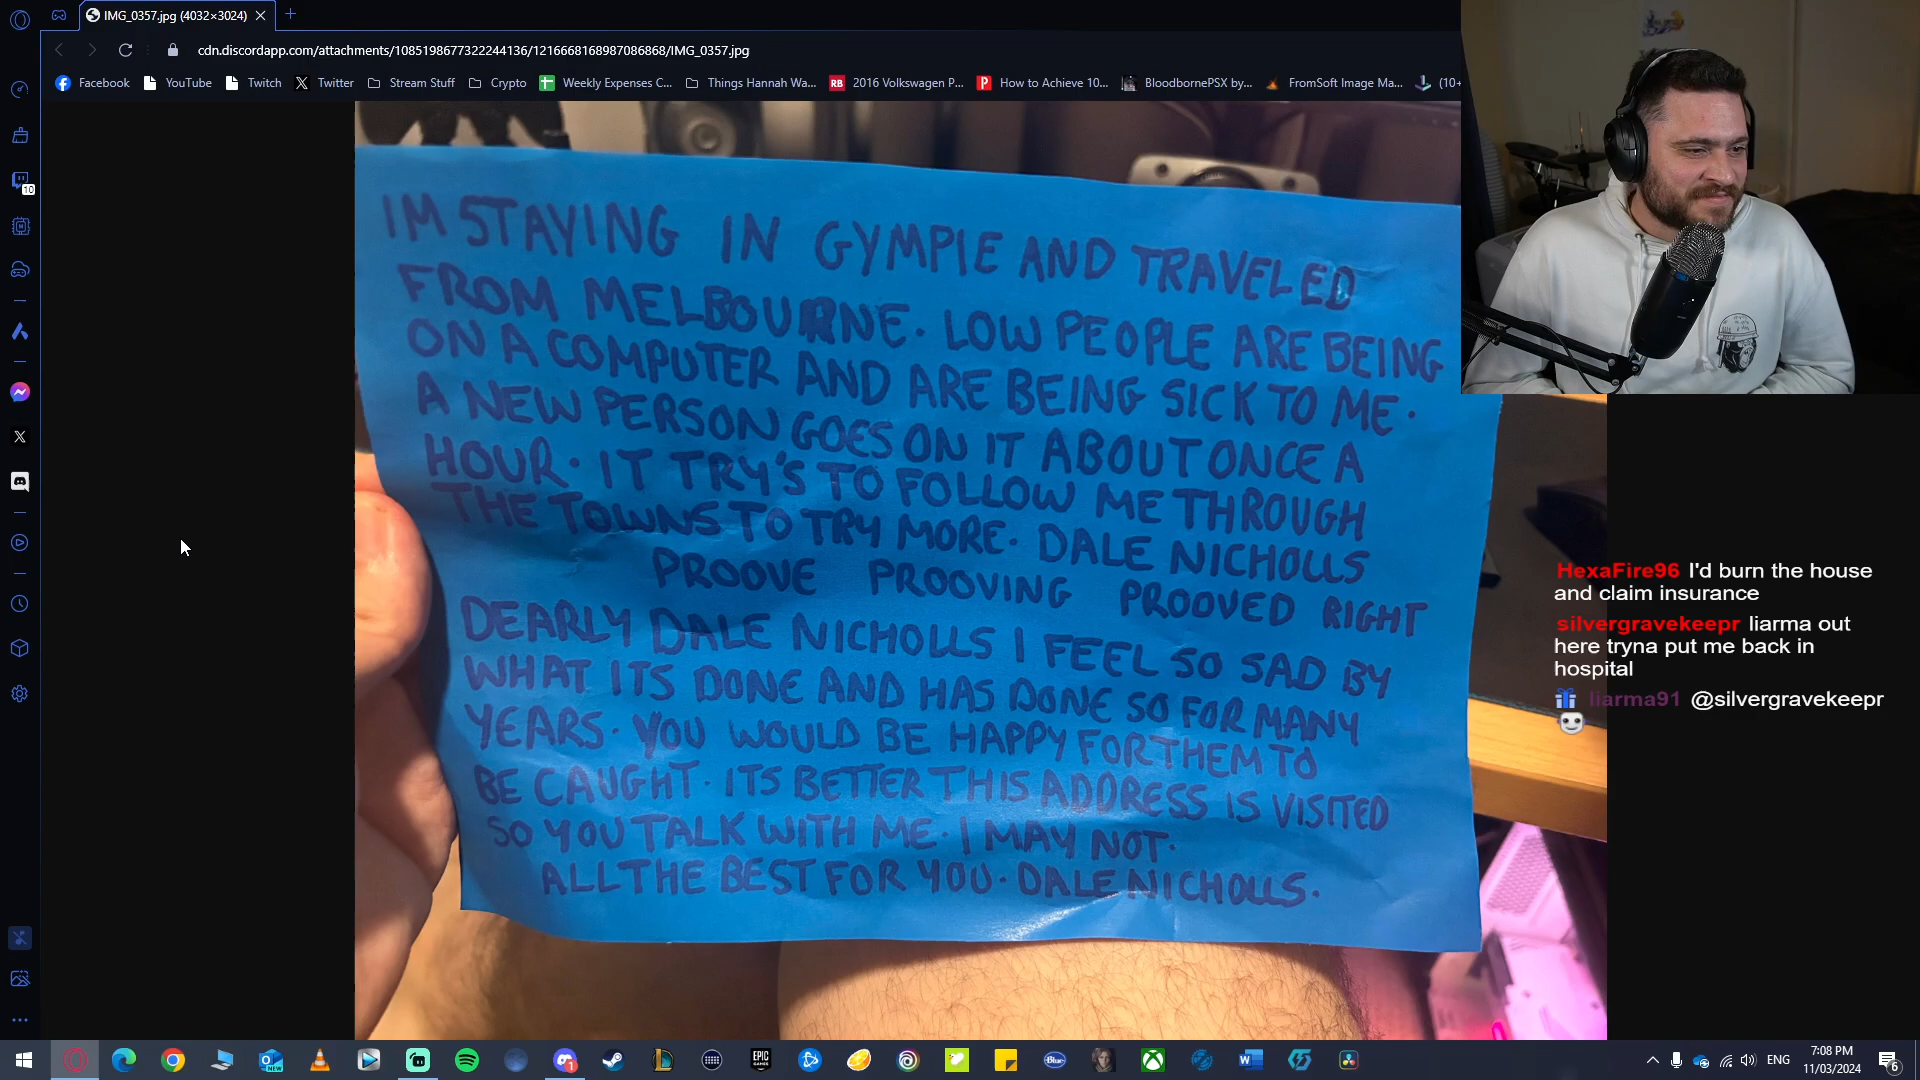 IMG_0357.jpg (4032×3024)
cdn.discordapp.com/attachments/1085198677322244136/1216668168987086868/IMG_0357.jpg
Facebook YouTube Twitch Twitter Stream Stuff Crypto Weekly Expenses C... Things Hannah Wa... 2016 Volkswagen P... How to Achieve 10... BloodbornePSX by... FromSoft Image Ma... (10+
10
IM STAYING IN GYMPIE AND TRAVELED
FROM MELBOURNE. LOW PEOPLE ARE BEING
ON A COMPUTER AND ARE BEING SICK TO ME.
A NEW PERSON GOES ON IT ABOUT ONCE A
HOUR. IT TRY'S TO FOLLOW ME THROUGH
THE TOWNS TO TRY MORE. DALE NICHOLLS
PROOVE PROOVING PROOVED RIGHT
DEARLY DALE NICHOLLS I FEEL SO SAD BY
WHAT ITS DONE AND HAS DONE SO FOR MANY
YEARS. YOU WOULD BE HAPPY FOR THEM TO
BE CAUGHT. ITS BETTER THIS ADDRESS IS VISITED
SO YOU TALK WITH ME. I MAY NOT.
ALL THE BEST FOR YOU. DALE NICHOLLS.
HexaFire96 I'd burn the house
and claim insurance
silvergravekeepr liarma out
here tryna put me back in
hospital
liarma91 @silvergravekeepr
NEW
EPIC GAMES
Blue
1
ENG
7:08 PM
11/03/2024
6